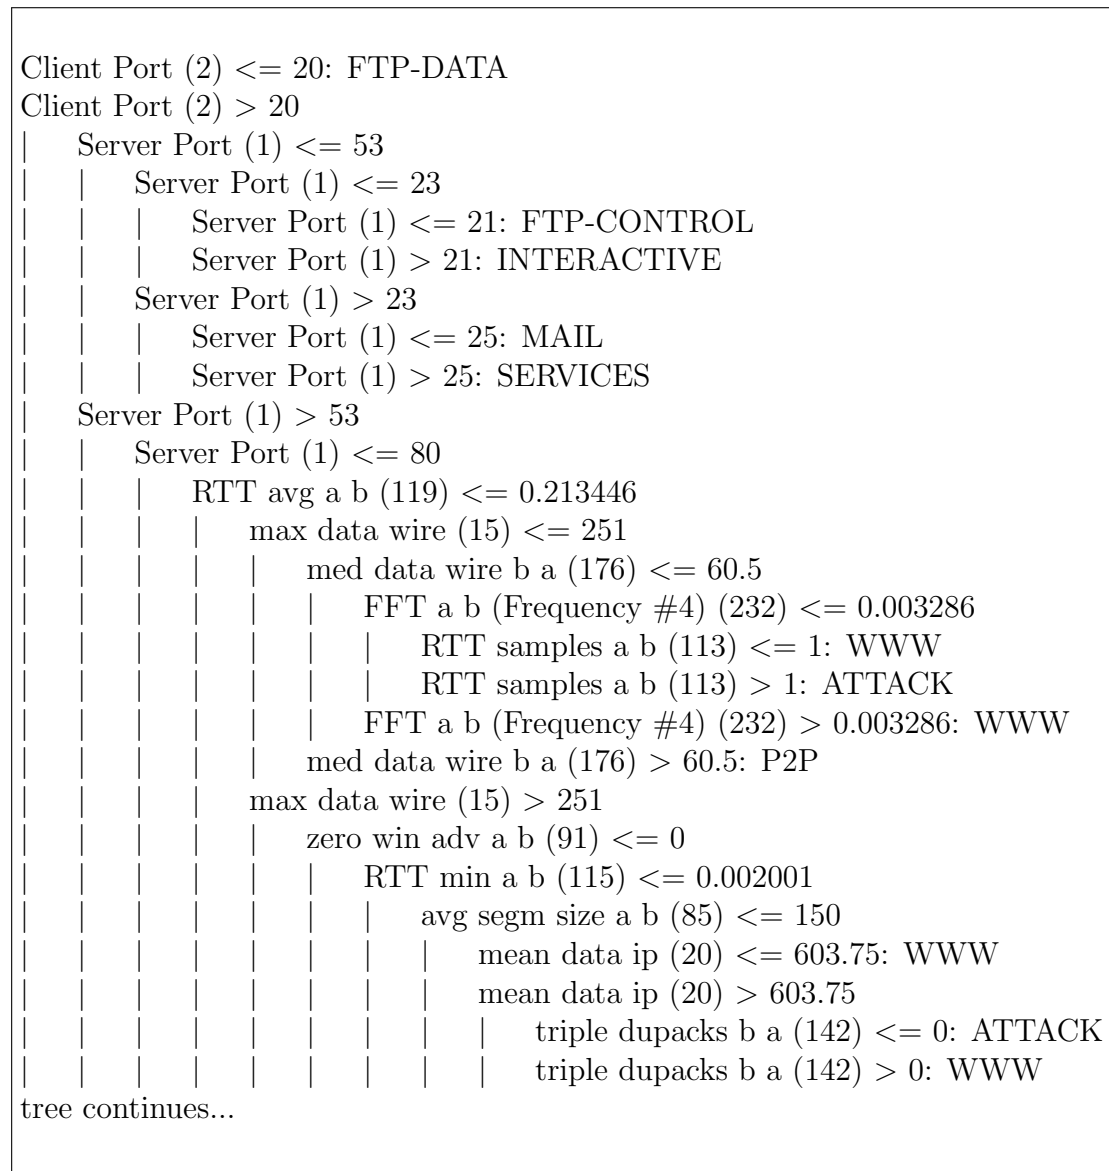 Client Port (2) <= 20: FTP-DATA
Client Port (2) > 20
| Server Port (1) <= 53
| | Server Port (1) <= 23
| | | Server Port (1) <= 21: FTP-CONTROL
| | | Server Port (1) > 21: INTERACTIVE
| | Server Port (1) > 23
| | | Server Port (1) <= 25: MAIL
| | | Server Port (1) > 25: SERVICES
| Server Port (1) > 53
| | Server Port (1) <= 80
| | | RTT avg a b (119) <= 0.213446
| | | | max data wire (15) <= 251
| | | | | med data wire b a (176) <= 60.5
| | | | | | FFT a b (Frequency #4) (232) <= 0.003286
| | | | | | | RTT samples a b (113) <= 1: WWW
| | | | | | | RTT samples a b (113) > 1: ATTACK
| | | | | | FFT a b (Frequency #4) (232) > 0.003286: WWW
| | | | | med data wire b a (176) > 60.5: P2P
| | | | max data wire (15) > 251
| | | | | zero win adv a b (91) <= 0
| | | | | | RTT min a b (115) <= 0.002001
| | | | | | | avg segm size a b (85) <= 150
| | | | | | | | mean data ip (20) <= 603.75: WWW
| | | | | | | | mean data ip (20) > 603.75
| | | | | | | | | triple dupacks b a (142) <= 0: ATTACK
| | | | | | | | | triple dupacks b a (142) > 0: WWW
tree continues...